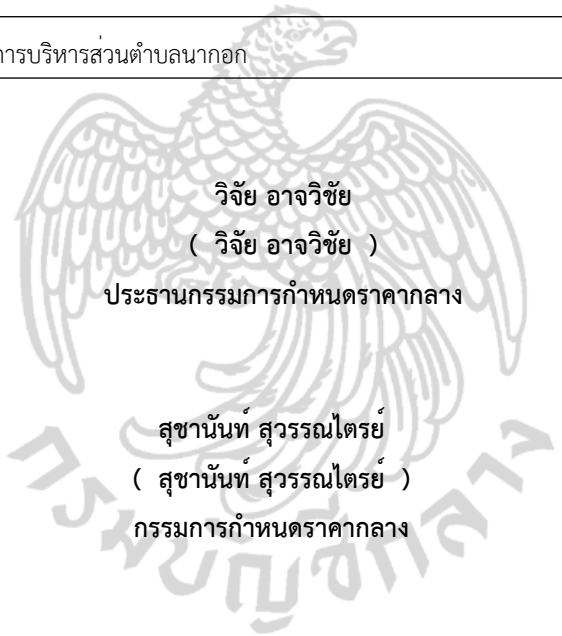 การบริหารส่วนตำบลนากอก
วิจัย อาจวิชัย
( วิจัย อาจวิชัย )
ประธานกรรมการกำหนดราคากลาง
สุชานันท์ สุวรรณไตรย์
( สุชานันท์ สุวรรณไตรย์ )
กรรมการกำหนดราคากลาง
กรมบัญชีกลาง